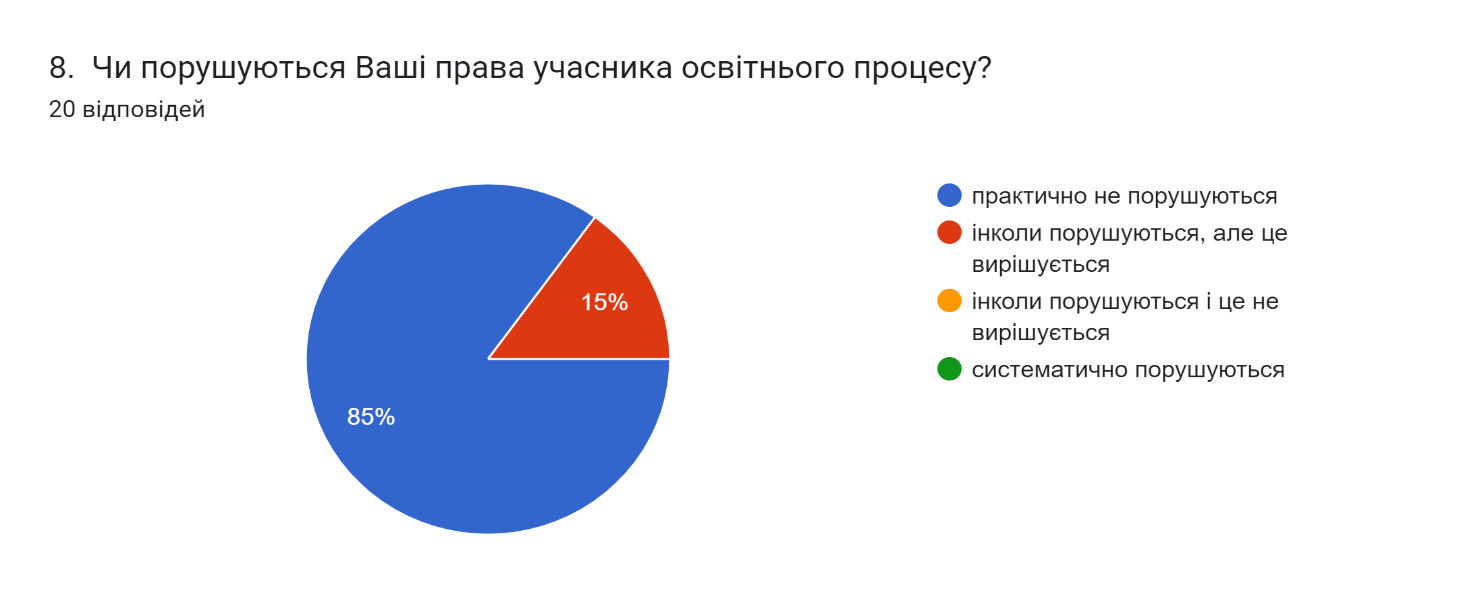 8. Чи порушуються Ваші права учасника освітнього процесу?
20 відповідей
15%
85%
практично не порушуються
інколи порушуються, але це
вирішується
інколи порушуються і це не
вирішується
систематично порушуються